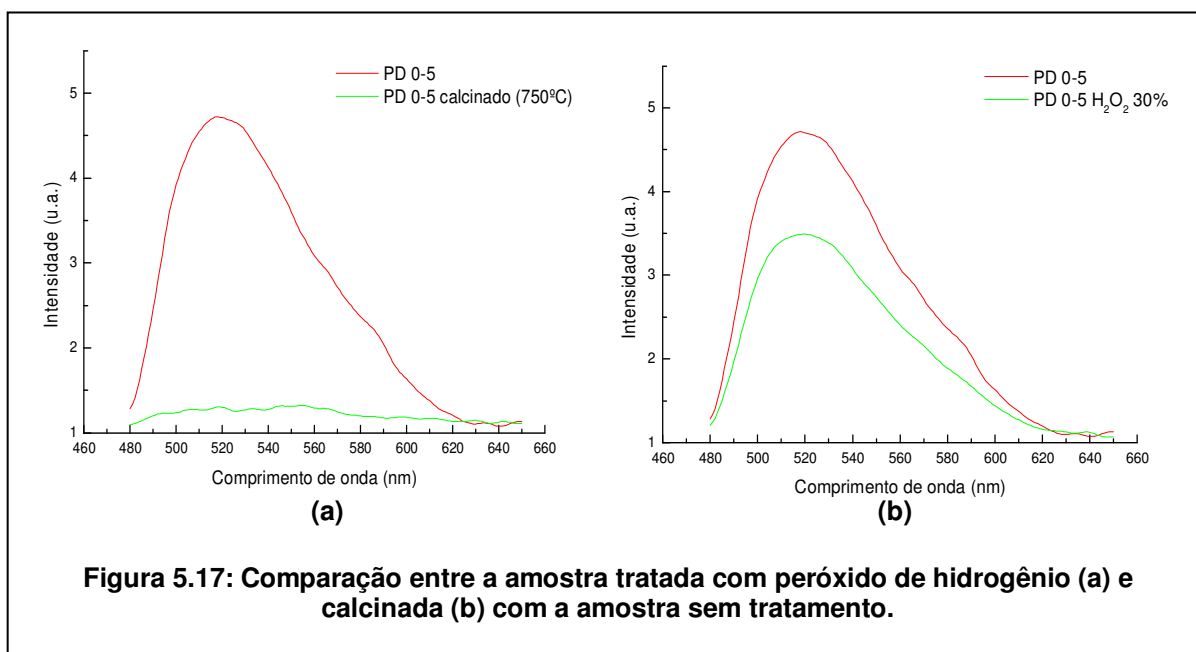 PD 0-5
PD 0-5 calcinado (750ºC)
5
4
3
2
1
Intensidade (u.a.)
460 480 500 520 540 560 580 600 620 640 660
Comprimento de onda (nm)
(a)
PD 0-5
PD 0-5 H₂O₂ 30%
5
4
3
2
1
Intensidade (u.a.)
460 480 500 520 540 560 580 600 620 640 660
Comprimento de onda (nm)
(b)
Figura 5.17: Comparação entre a amostra tratada com peróxido de hidrogênio (a) e
calcinada (b) com a amostra sem tratamento.